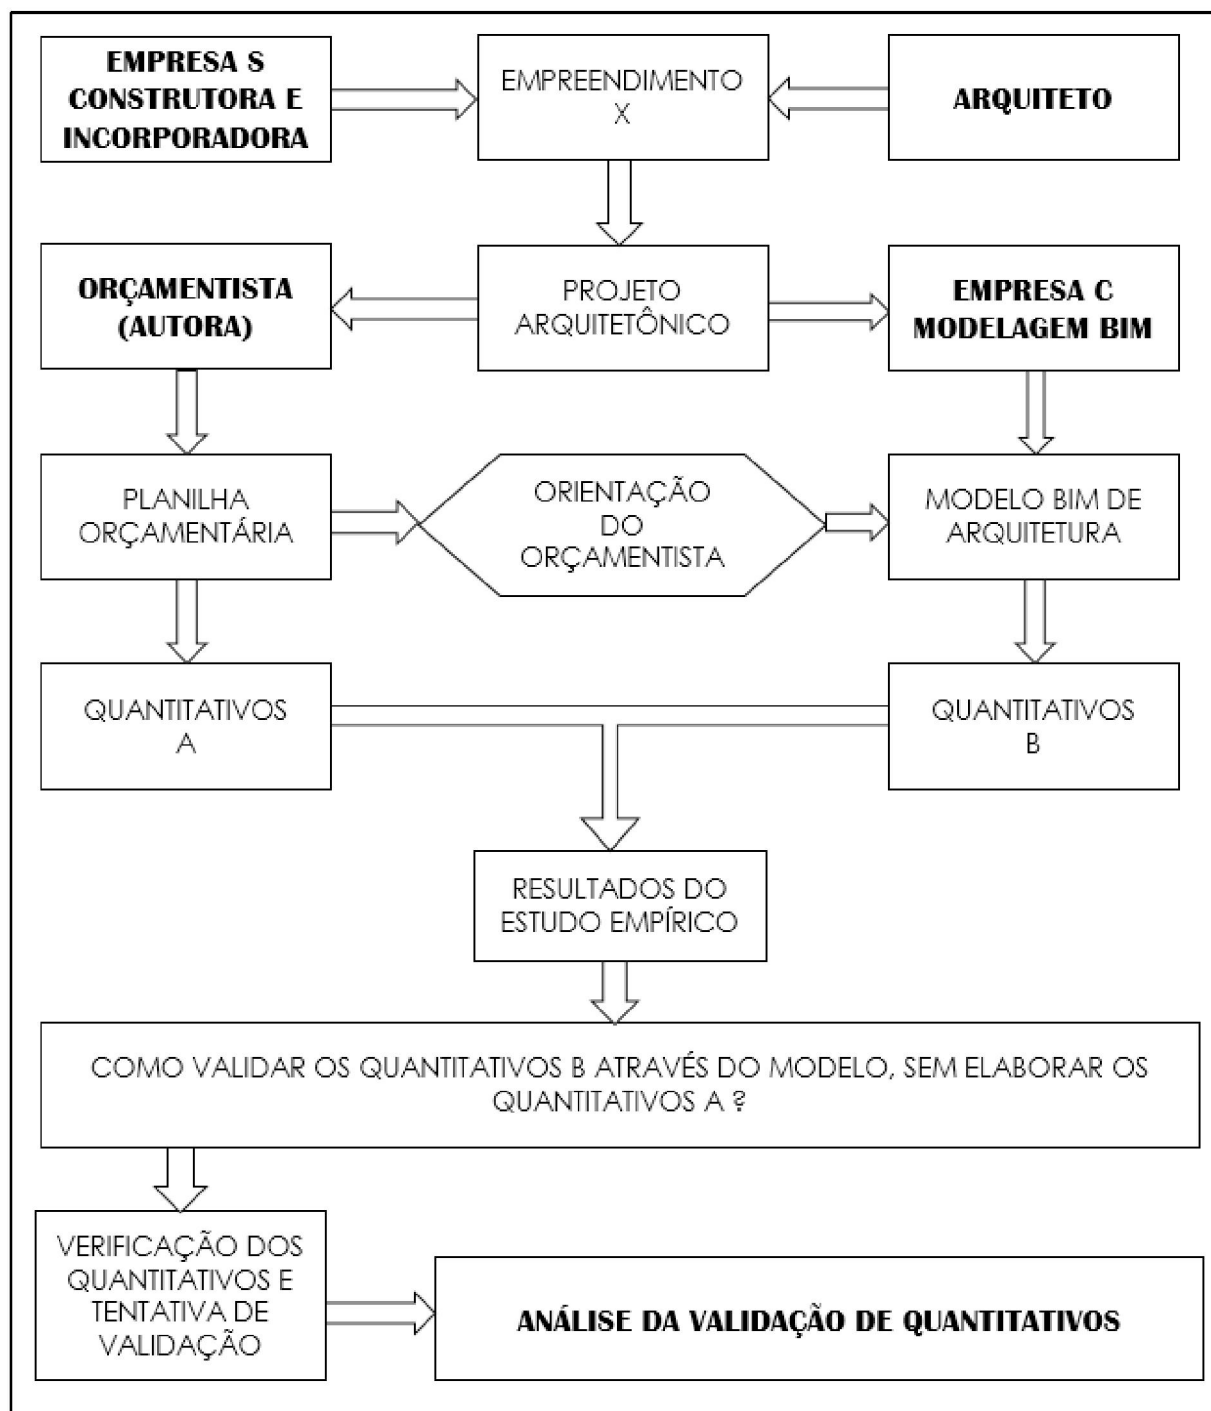 EMPRESA S
CONSTRUTORA E
INCORPORADORA
EMPREENDIMENTO
X
ARQUITETO
ORÇAMENTISTA
(AUTORA)
PROJETO
ARQUITETÔNICO
EMPRESA C
MODELAGEM BIM
PLANILHA
ORÇAMENTÁRIA
ORIENTAÇÃO
DO
ORÇAMENTISTA
MODELO BIM DE
ARQUITETURA
QUANTITATIVOS
A
QUANTITATIVOS
B
RESULTADOS DO
ESTUDO EMPÍRICO
COMO VALIDAR OS QUANTITATIVOS B ATRAVÉS DO MODELO, SEM ELABORAR OS
QUANTITATIVOS A ?
VERIFICAÇÃO DOS
QUANTITATIVOS E
TENTATIVA DE
VALIDAÇÃO
ANÁLISE DA VALIDAÇÃO DE QUANTITATIVOS